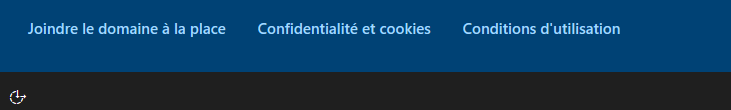 Joindre le domaine à la place Confidentialité et cookies Conditions d'utilisation